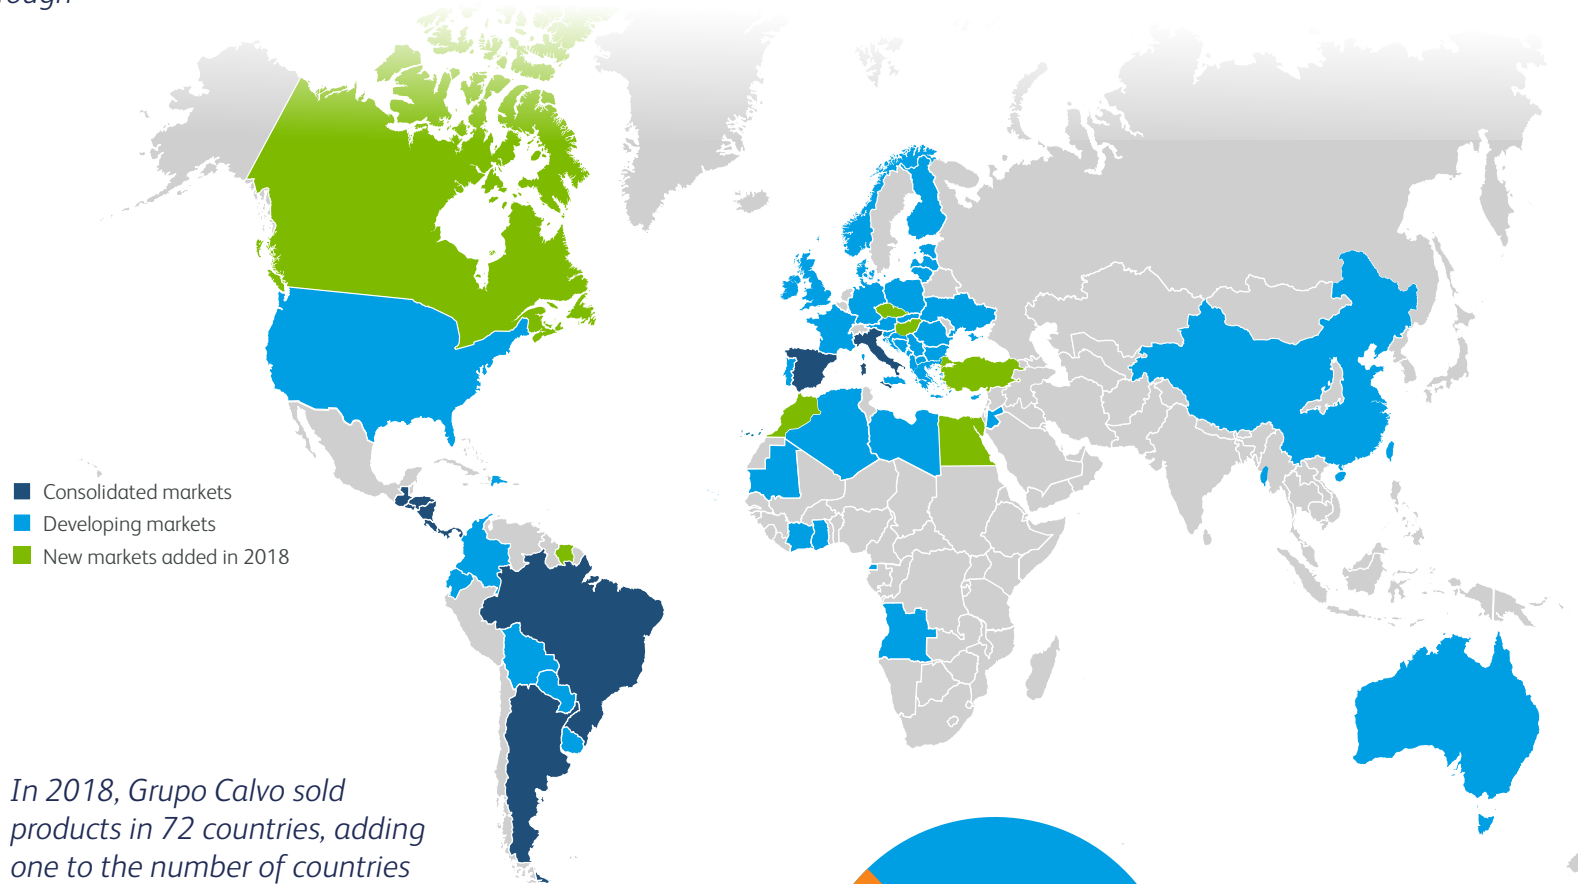 Consolidated markets
Developing markets
New markets added in 2018
In 2018, Grupo Calvo sold
products in 72 countries, adding
one to the number of countries